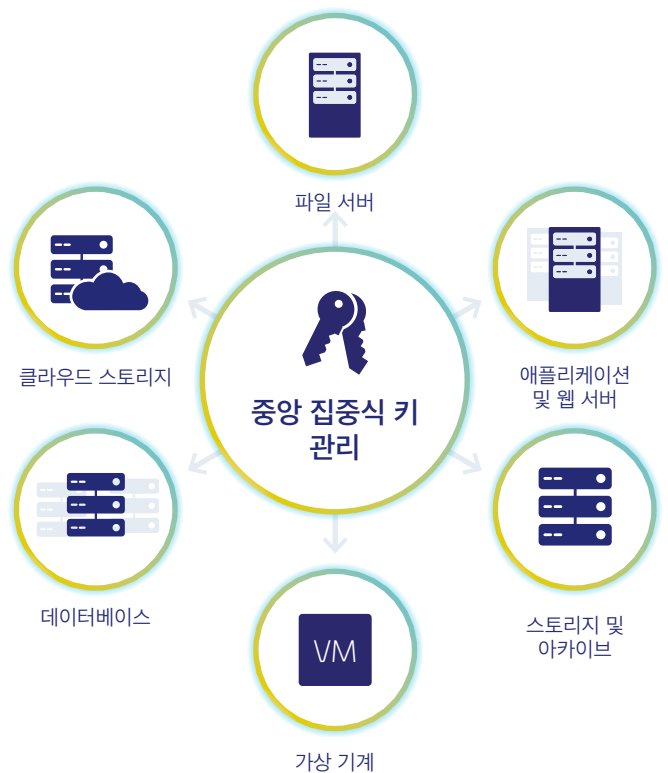 파일 서버
클라우드 스토리지
애플리케이션
및 웹 서버
중앙 집중식 키
관리
데이터베이스
스토리지 및
아카이브
VM
가상 기계